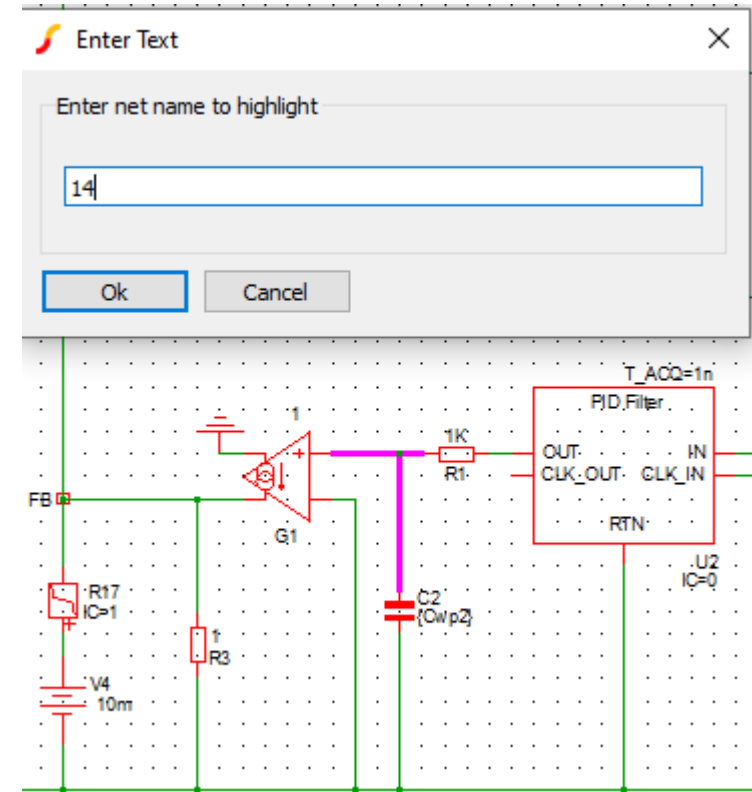 Enter Text
Enter net name to highlight
14
Ok
Cancel
T_ACQ=1n
PID Filter
1
1K
OUT
IN
R1
CLK_OUT
CLK_IN
FB
RTN
G1
U2
IC=0
R17
IC=1
C2
{Cwp2}
1
R3
V4
10m